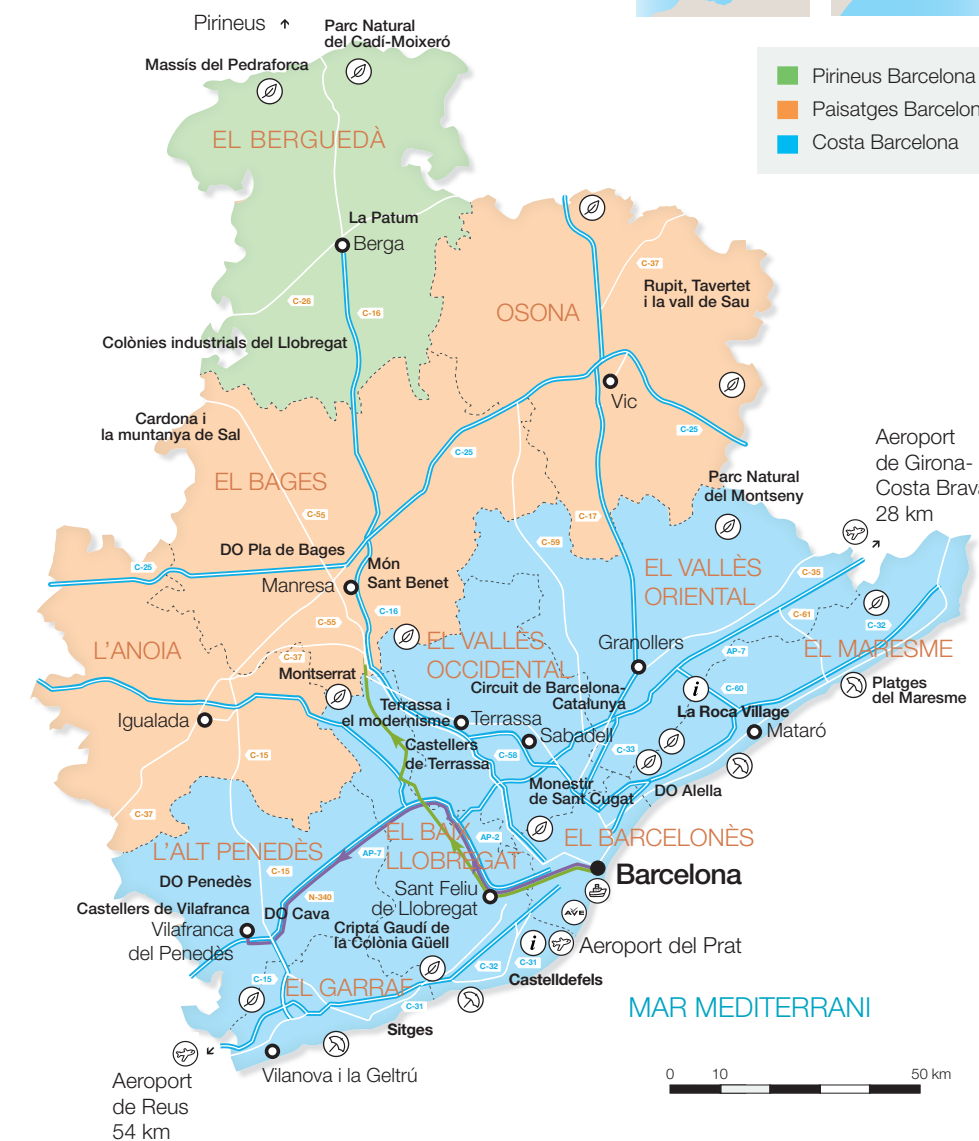 Pirineus
Parc Natural
del Cadí-Moixeró
Massís del Pedraforca
Pirineus Barcelona
Paisatges Barcelon
Costa Barcelona
EL BERGUEDÀ
La Patum
Berga
C-37
Rupit, Tavertet
i la vall de Sau
C-26
C-16
OSONA
Colònies industrials del Llobregat
Vic
Cardona i
la muntanya de Sal
C-25
C-25
Aeroport
de Girona-
Costa Brava
28 km
EL BAGES
Parc Natural
del Montseny
C-55
C-17
C-59
DO Pla de Bages
Món
Sant Benet
C-25
Manresa
EL VALLÈS
ORIENTAL
C-35
C-16
C-61
C-32
C-55
L'ANOIA
EL VALLÈS
OCCIDENTAL
Granollers
AP-7
EL MARESME
C-37
Montserrat
Circuit de Barcelona-
Catalunya
C-60
Platges
del Maresme
Terrassa i
el modernisme
Terrassa
La Roca Village
Igualada
Sabadell
Mataró
Castellers
de Terrassa
C-58
C-33
C-15
Monestir
de Sant Cugat
DO Alella
C-37
EL BAIX
LLOBREGAT
AP-2
EL BARCELONÈS
L'ALT PENEDÈS
AP-7
C-15
Barcelona
DO Penedès
Sant Feliu
de Llobregat
N-340
Castellers de Vilafranca
DO Cava
AVE
Vilafranca
del Penedès
Cripta Gaudí de
la Colònia Güell
i
Aeroport del Prat
C-32
C-31
Castelldefels
C-15
EL GARRAF
C-31
MAR MEDITERRANI
Sitges
Vilanova i la Geltrú
0 10 50 km
Aeroport
de Reus
54 km